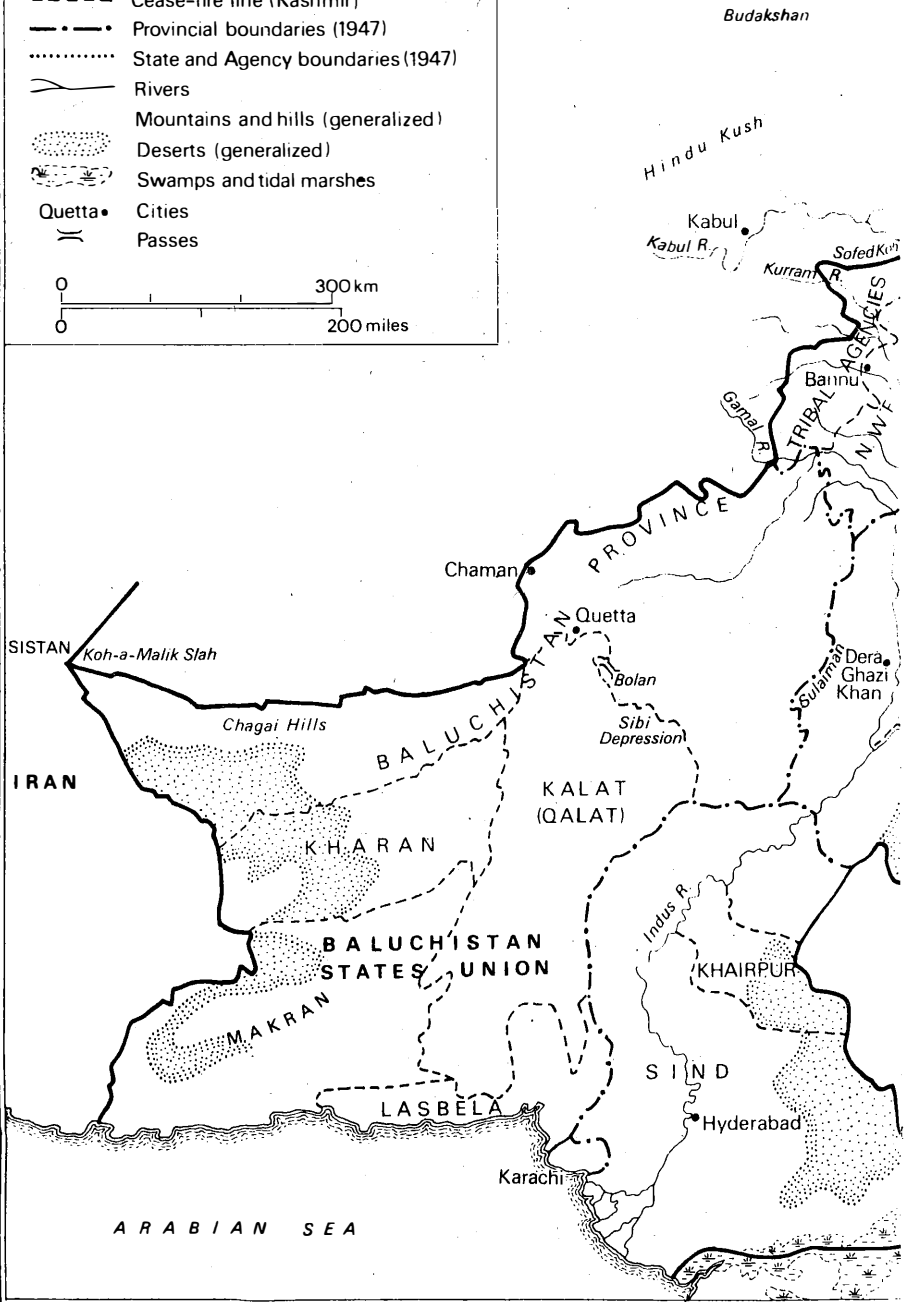 Cease-fire line (Kashmir)
Provincial boundaries (1947)
State and Agency boundaries (1947)
Rivers
Mountains and hills (generalized)
Deserts (generalized)
Swamps and tidal marshes
Quetta Cities
Passes
0 300 km
0 200 miles
Budakshan
Hindu Kush
Kabul
Kabul R.
Sofed Koh
Kurram R.
TRIBAL AGENCIES
Bannu
N W F
Gamal R.
PROVINCE
Chaman
Quetta
SISTAN
Koh-a-Malik Slah
Bolan
Sulaiman
Dera
Ghazi
Khan
Chagai Hills
BALUCHISTAN
Sibi
Depression
IRAN
KALAT
(QALAT)
KHARAN
Indus R.
BALUCHISTAN
STATES UNION
KHAIRPUR
MAKRAN
SIND
LASBELA
Hyderabad
Karachi
ARABIAN SEA